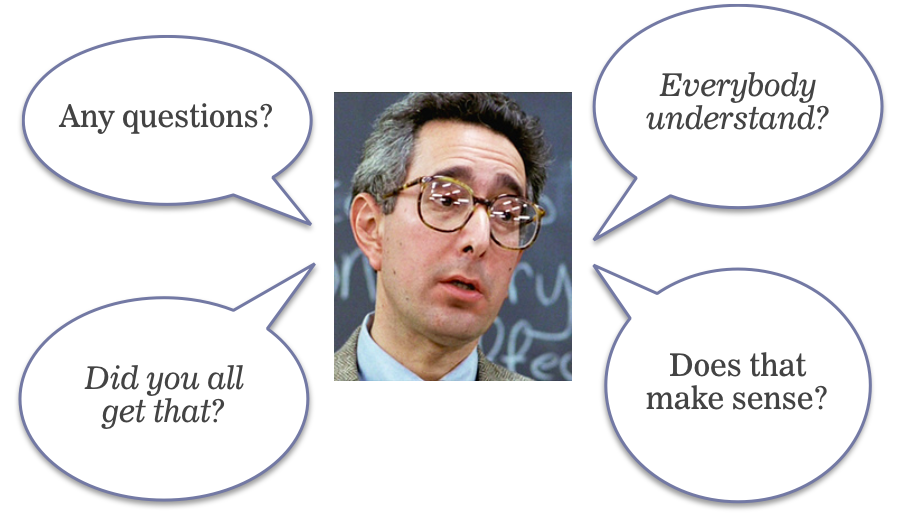 Any questions?
Everybody
understand?
Did you all
get that?
Does that
make sense?